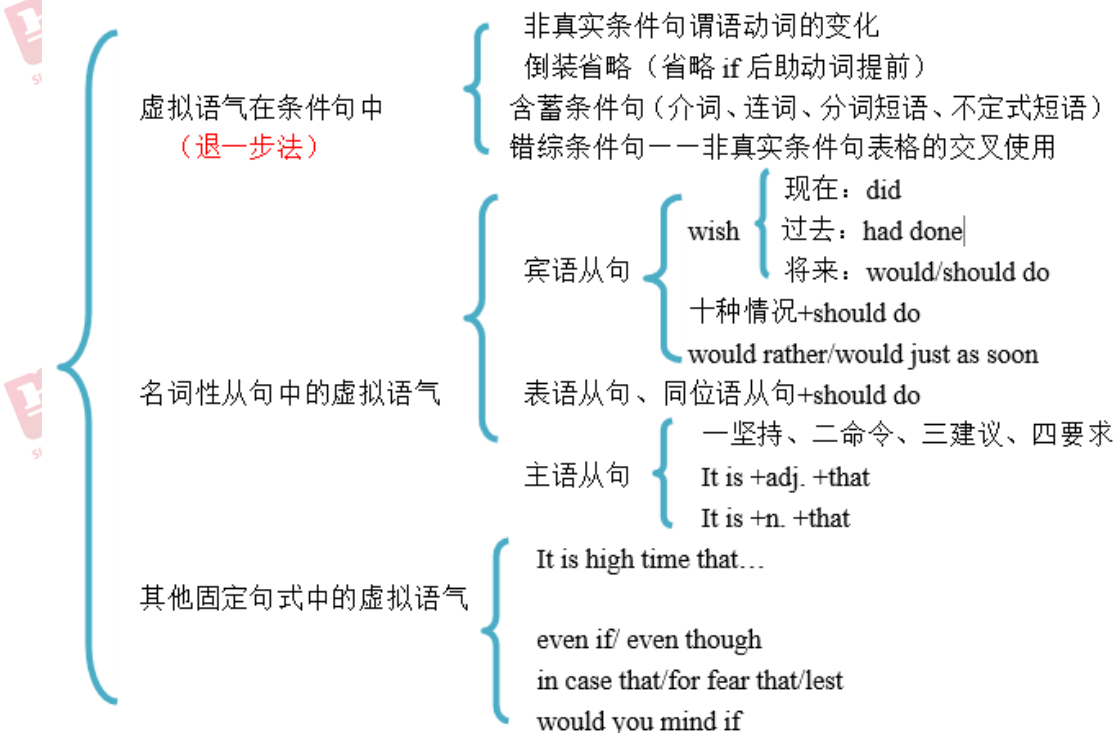 非真实条件句谓语动词的变化
倒装省略（省略 if 后助动词提前）
虚拟语气在条件句中
含蓄条件句（介词、连词、分词短语、不定式短语）
（退一步法）
错综条件句——非真实条件句表格的交叉使用
现在：did
wish
过去：had done
宾语从句
将来：would/should do
十种情况+should do
would rather/would just as soon
名词性从句中的虚拟语气
表语从句、同位语从句+should do
一坚持、二命令、三建议、四要求
主语从句
It is +adj. +that
It is +n. +that
It is high time that…
其他固定句式中的虚拟语气
even if/ even though
in case that/for fear that/lest
would you mind if